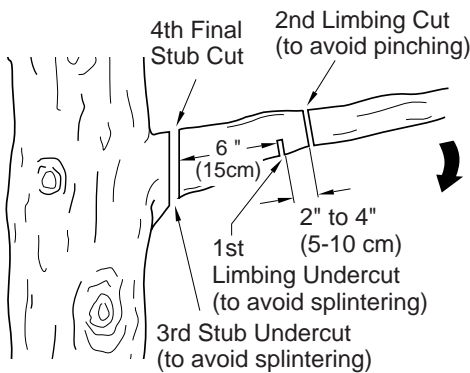 4th Final
Stub Cut
2nd Limbing Cut
(to avoid pinching)
6 "
(15cm)
2" to 4"
(5-10 cm)
1st
Limbing Undercut
(to avoid splintering)
3rd Stub Undercut
(to avoid splintering)